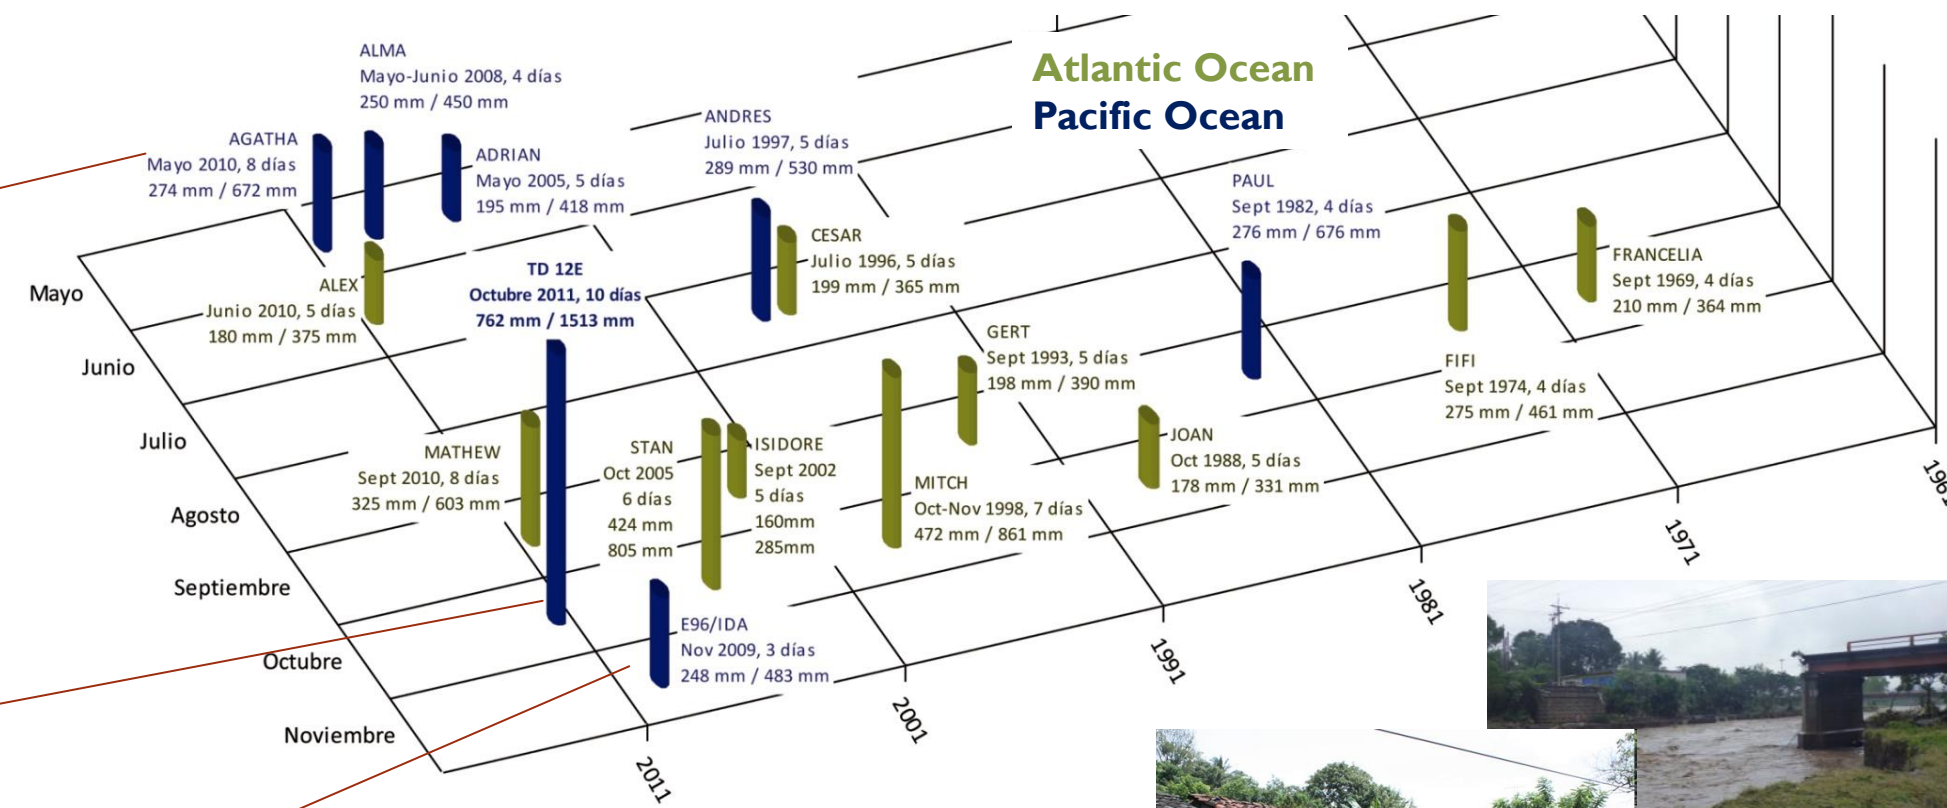 Atlantic Ocean
Pacific Ocean
ALMA
Mayo-Junio 2008, 4 días
250 mm / 450 mm
AGATHA
Mayo 2010, 8 días
274 mm / 672 mm
ADRIAN
Mayo 2005, 5 días
195 mm / 418 mm
ANDRES
Julio 1997, 5 días
289 mm / 530 mm
PAUL
Sept 1982, 4 días
276 mm / 676 mm
CESAR
Julio 1996, 5 días
199 mm / 365 mm
FRANCELIA
Sept 1969, 4 días
210 mm / 364 mm
ALEX
Junio 2010, 5 días
180 mm / 375 mm
TD 12E
Octubre 2011, 10 días
762 mm / 1513 mm
GERT
Sept 1993, 5 días
198 mm / 390 mm
FIFI
Sept 1974, 4 días
275 mm / 461 mm
MATHEW
Sept 2010, 8 días
325 mm / 603 mm
STAN
Oct 2005
6 días
424 mm
805 mm
ISIDORE
Sept 2002
5 días
160mm
285mm
MITCH
Oct-Nov 1998, 7 días
472 mm / 861 mm
JOAN
Oct 1988, 5 días
178 mm / 331 mm
E96/IDA
Nov 2009, 3 días
248 mm / 483 mm
Mayo
Junio
Julio
Agosto
Septiembre
Octubre
Noviembre
2011
2001
1991
1981
1971
1961